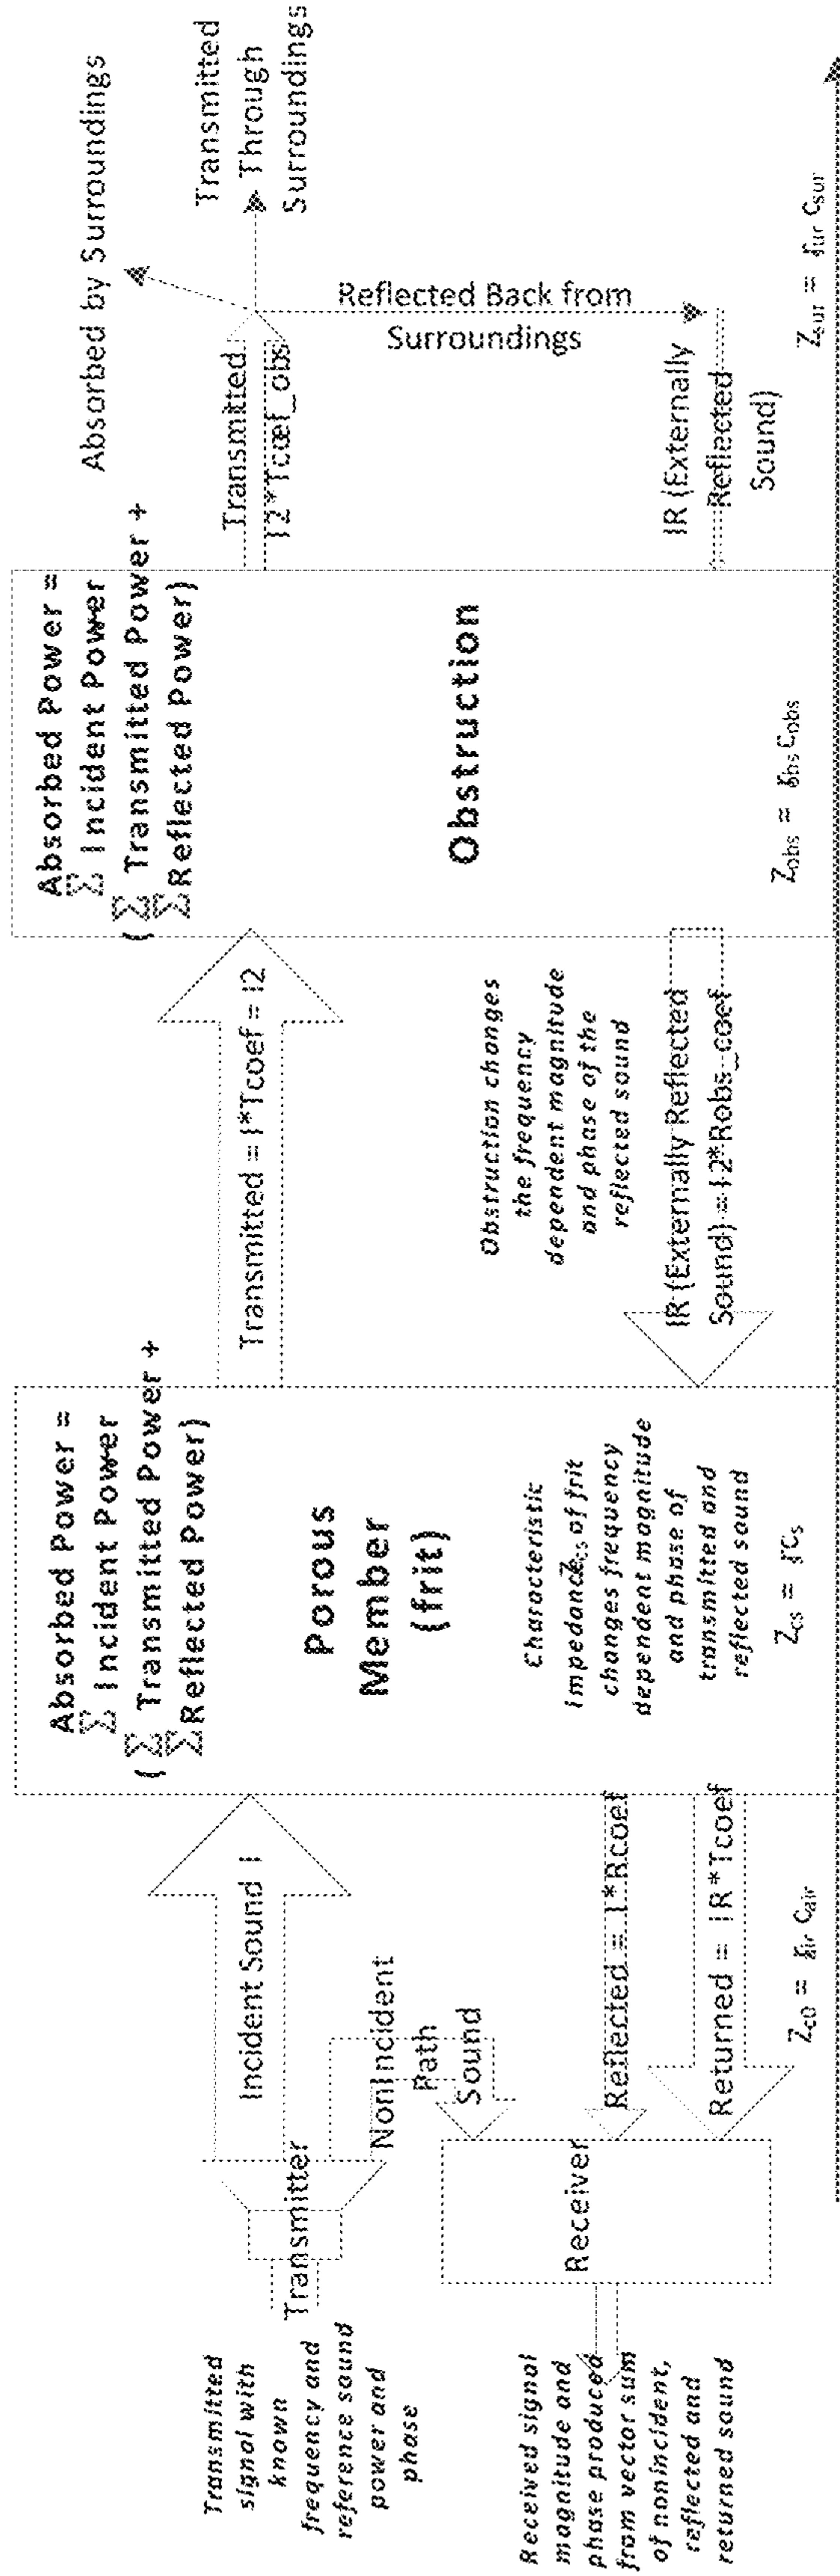 Transmitted
signal with
known
frequency and
reference sound
power and
phase
Transmitter
Incident Sound I
NonIncident
Path
Sound
Received signal
magnitude and
phase produced
from vector sum
of nonincident,
reflected and
returned sound
Receiver
Reflected = I*Rcoef
Returned = IR*Tcoef
Absorbed Power =
∑ Incident Power
( ∑ Transmitted Power +
∑Reflected Power)
Porous
Member
(frit)
Characteristic
impedance of frit
changes frequency
dependent magnitude
and phase of
transmitted and
reflected sound
Transmitted = I*Tcoef = I2
Obstruction changes
the frequency
dependent magnitude
and phase of the
reflected sound
IR (Externally Reflected
Sound) = I2*Robs_coef
Absorbed Power =
∑ Incident Power
( ∑ Transmitted Power +
∑Reflected Power)
Obstruction
Transmitted
I2*Tcoef_obs
Absorbed by Surroundings
Transmitted
Through
Surroundings
Reflected Back from
Surroundings
IR (Externally
Reflected
Sound)